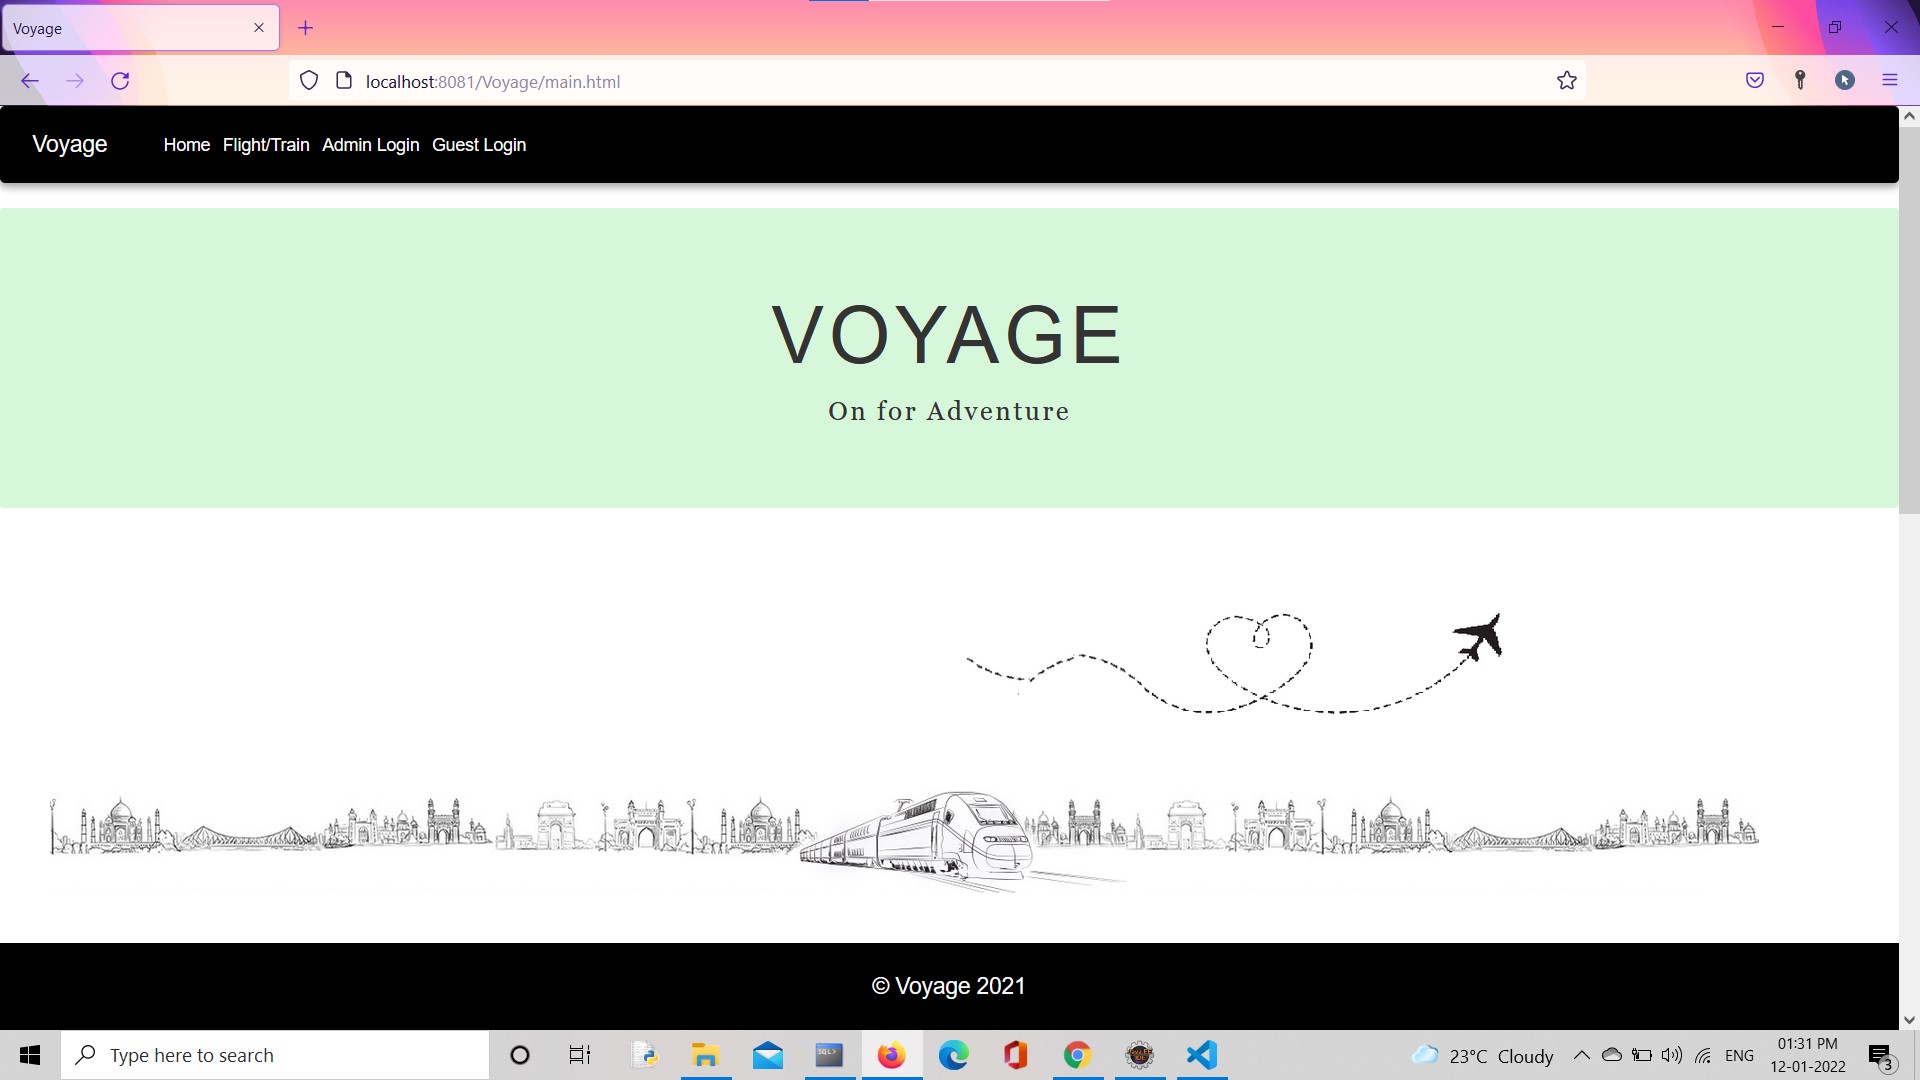 Voyage
localhost:8081/Voyage/main.html
Voyage Home Flight/Train Admin Login Guest Login
VOYAGE
On for Adventure
© Voyage 2021
Type here to search
SQL>
23°C Cloudy
ENG
01:31 PM
12-01-2022
3